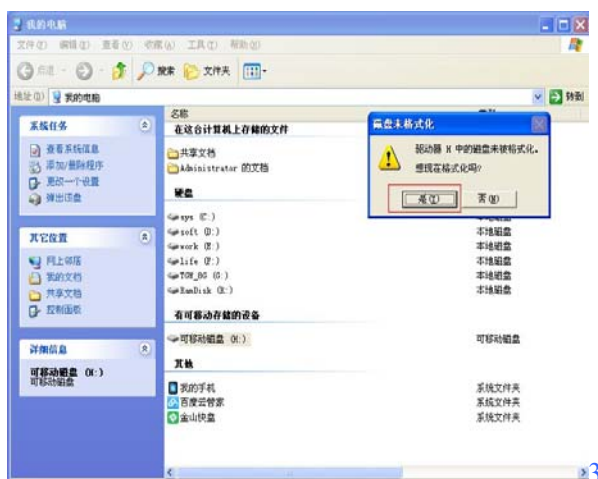 我的电脑
文件(F) 编辑(E) 查看(V) 收藏(A) 工具(T) 帮助(H)
后退 搜索 文件夹
地址(D) 我的电脑 转到
名称
系统任务
查看系统信息
添加/删除程序
更改一个设置
弹出该盘
其它位置
网上邻居
我的文档
共享文档
控制面板
详细信息
可移动磁盘 (H:)
可移动磁盘
在这台计算机上存储的文件
共享文档
Administrator 的文档
硬盘
sys (C:) 本地磁盘
soft (D:) 本地磁盘
work (E:) 本地磁盘
life (F:) 本地磁盘
(G:) 本地磁盘
RamDisk 本地磁盘
有可移动存储的设备
可移动磁盘 (H:) 可移动磁盘
其他
我的手机 系统文件夹
百度云管家 系统文件夹
金山快盘 系统文件夹
磁盘未格式化
驱动器 H 中的磁盘未被格式化。
想现在格式化吗?
是(Y) 否(N)
3